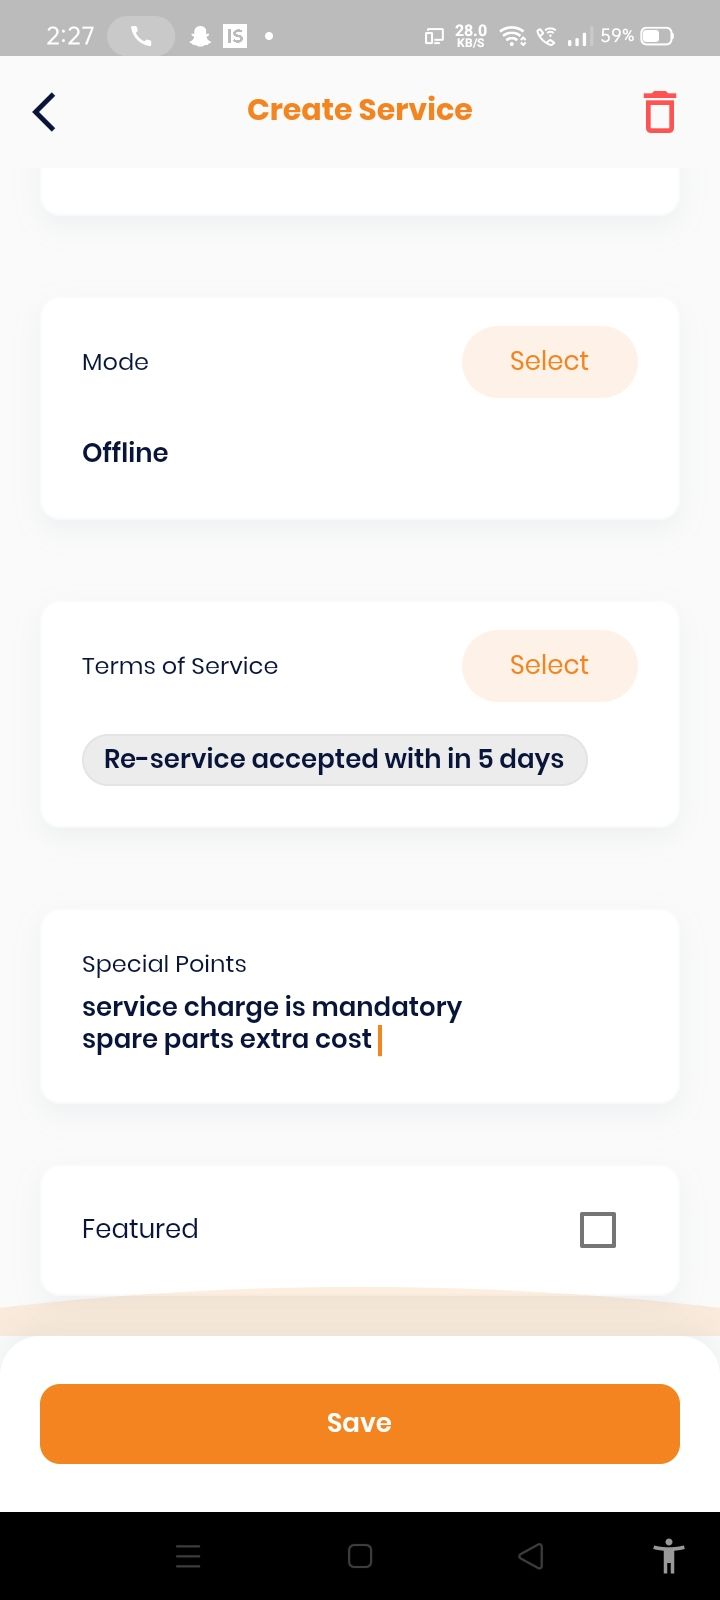 2:27 IS 28.0 KB/S 59%
Create Service
Mode Select
Offline
Terms of Service Select
Re-service accepted with in 5 days
Special Points
service charge is mandatory
spare parts extra cost
Featured
Save